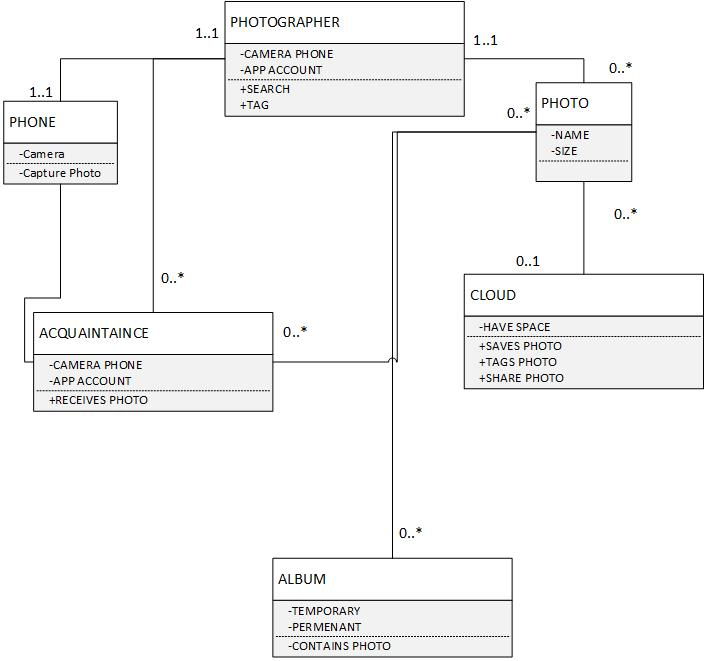 PHOTOGRAPHER
-CAMERA PHONE
-APP ACCOUNT
+SEARCH
+TAG
1..1
1..1
1..1
0..*
PHONE
-Camera
-Capture Photo
0..*
PHOTO
-NAME
-SIZE
0..*
0..1
CLOUD
-HAVE SPACE
+SAVES PHOTO
+TAGS PHOTO
+SHARE PHOTO
0..*
0..*
ACQUAINTAINCE
-CAMERA PHONE
-APP ACCOUNT
+RECEIVES PHOTO
0..*
ALBUM
-TEMPORARY
-PERMENANT
-CONTAINS PHOTO